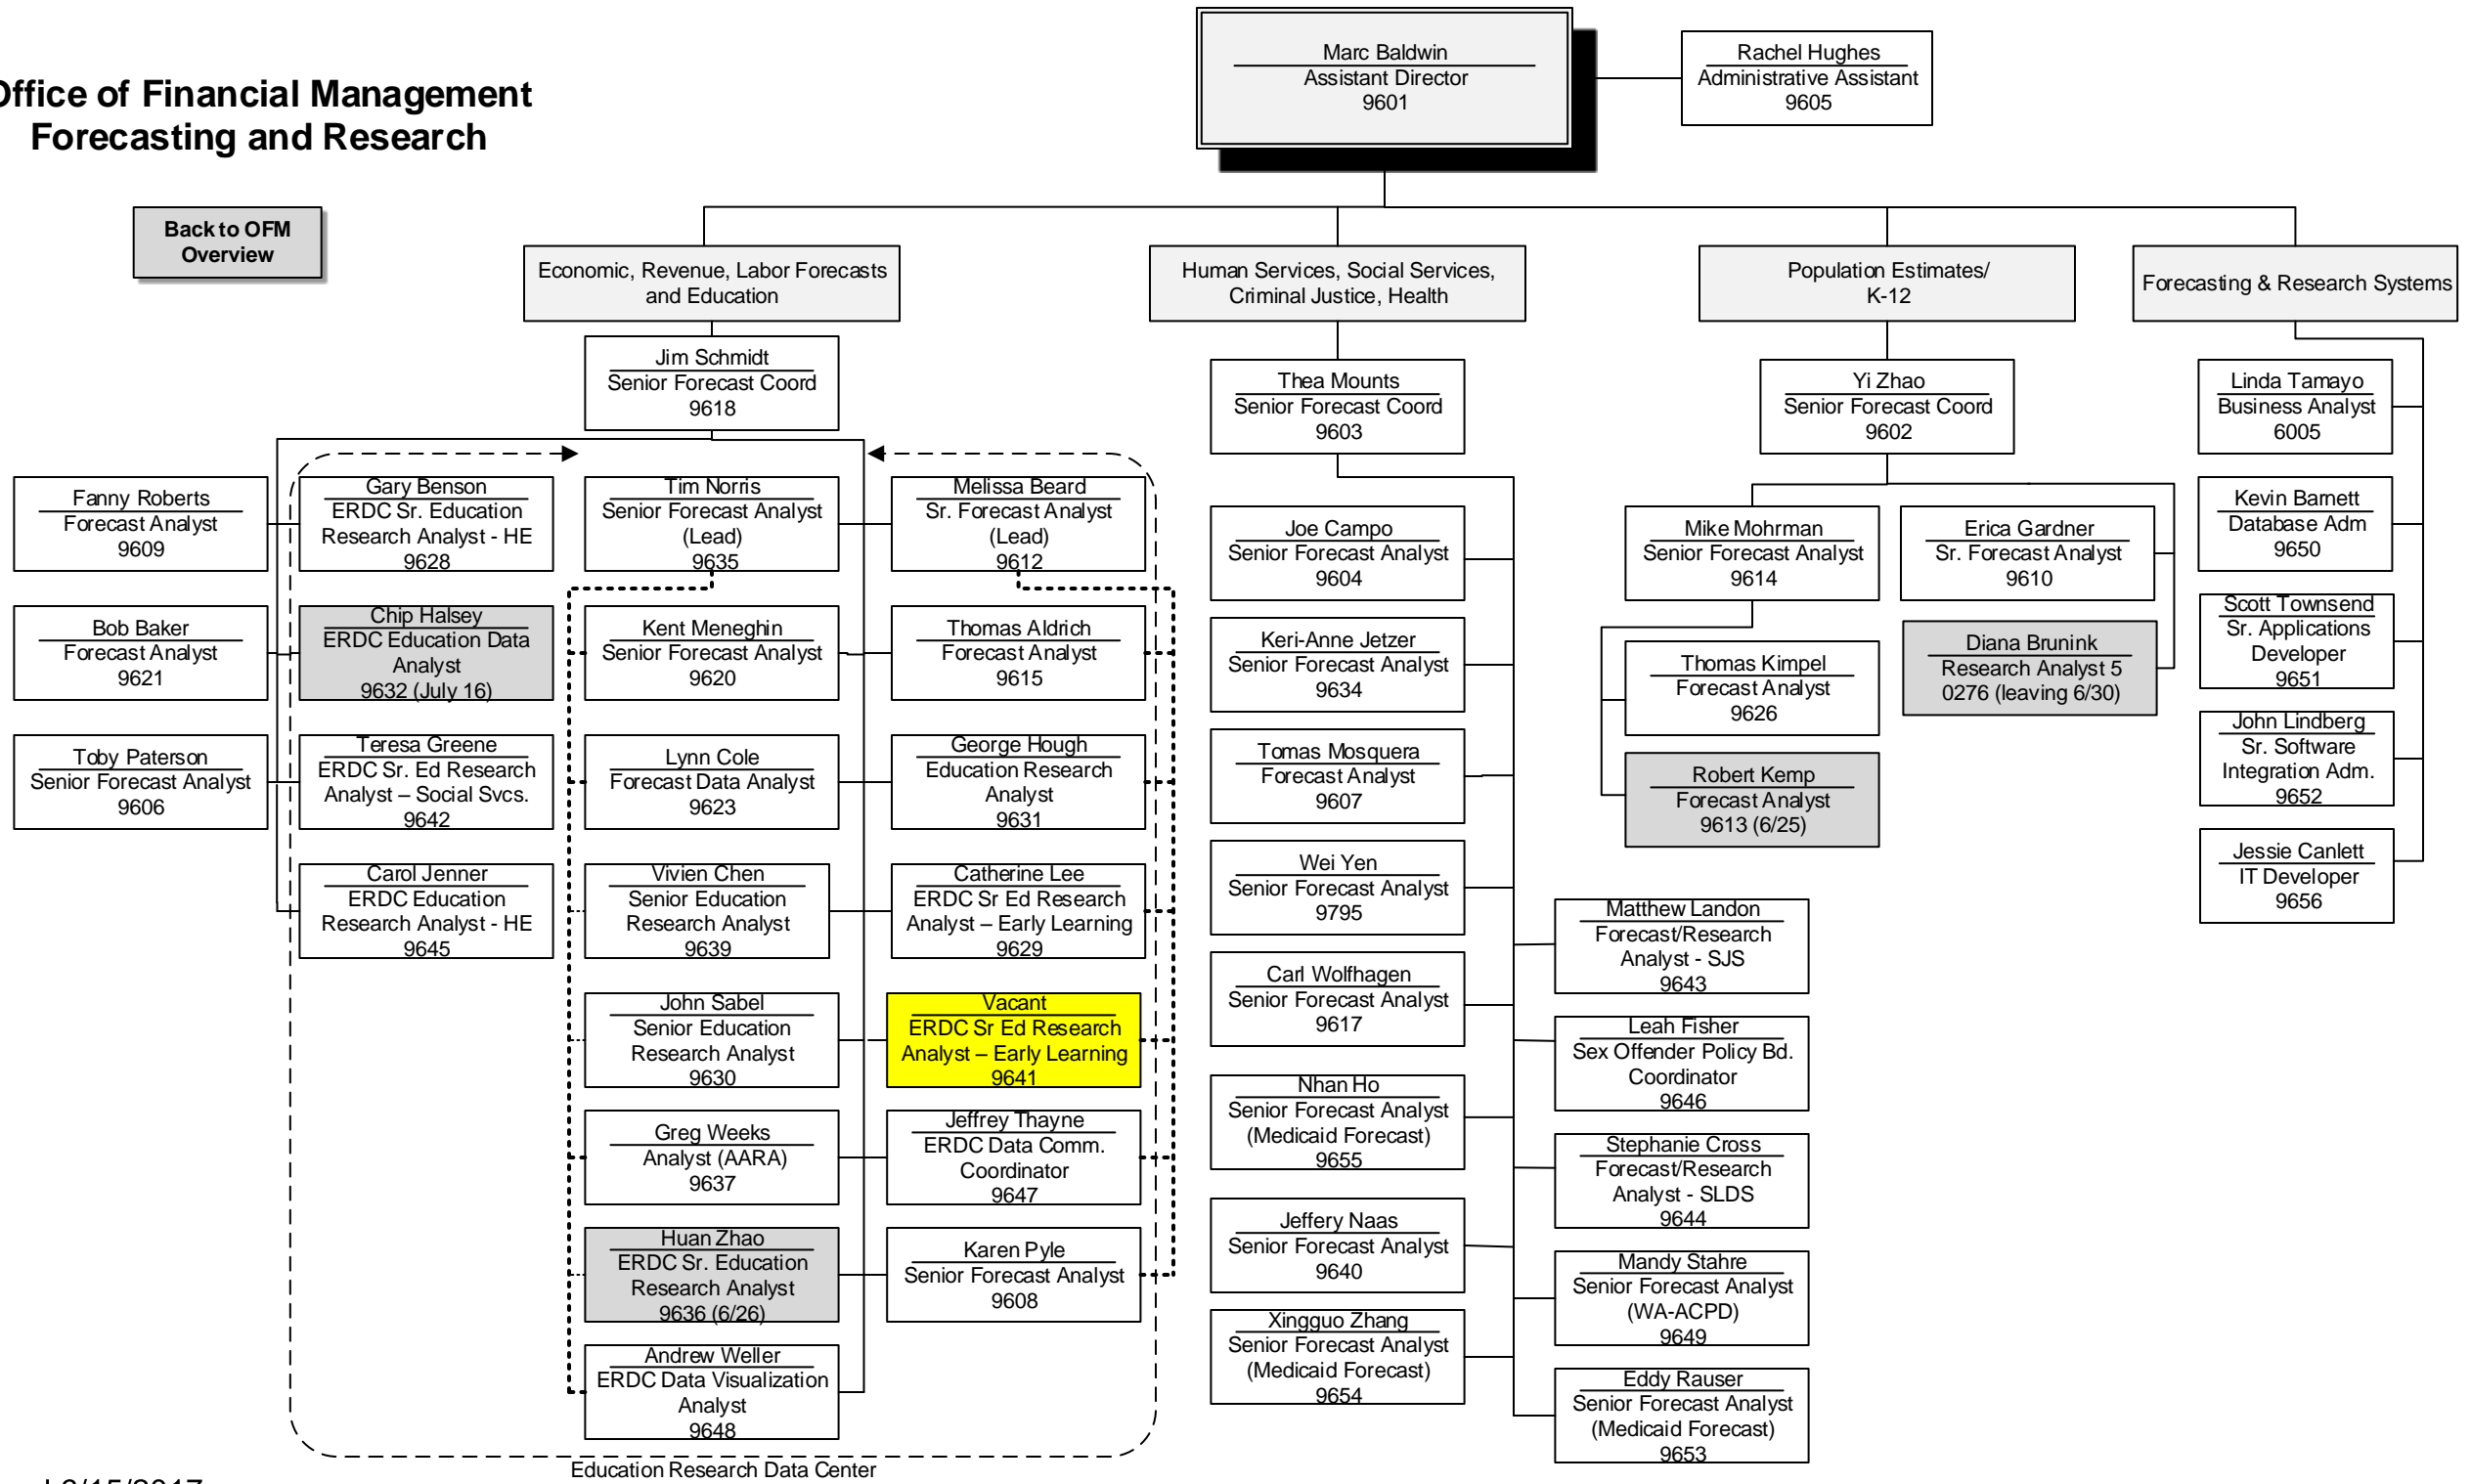 Office of Financial Management
Forecasting and Research
Back to OFM
Overview
Marc Baldwin
Assistant Director
9601
Rachel Hughes
Administrative Assistant
9605
Economic, Revenue, Labor Forecasts
and Education
Human Services, Social Services,
Criminal Justice, Health
Population Estimates/
K-12
Forecasting & Research Systems
Jim Schmidt
Senior Forecast Coord
9618
Fanny Roberts
Forecast Analyst
9609
Bob Baker
Forecast Analyst
9621
Toby Paterson
Senior Forecast Analyst
9606
Gary Benson
ERDC Sr. Education
Research Analyst - HE
9628
Chip Halsey
ERDC Education Data
Analyst
9632 (July 16)
Teresa Greene
ERDC Sr. Ed Research
Analyst – Social Svcs.
9642
Carol Jenner
ERDC Education
Research Analyst - HE
9645
Tim Norris
Senior Forecast Analyst
(Lead)
9635
Kent Meneghin
Senior Forecast Analyst
9620
Lynn Cole
Forecast Data Analyst
9623
Vivien Chen
Senior Education
Research Analyst
9639
John Sabel
Senior Education
Research Analyst
9630
Greg Weeks
Analyst (AARA)
9637
Huan Zhao
ERDC Sr. Education
Research Analyst
9636 (6/26)
Andrew Weller
ERDC Data Visualization
Analyst
9648
Melissa Beard
Sr. Forecast Analyst
(Lead)
9612
Thomas Aldrich
Forecast Analyst
9615
George Hough
Education Research
Analyst
9631
Catherine Lee
ERDC Sr Ed Research
Analyst – Early Learning
9629
Vacant
ERDC Sr Ed Research
Analyst – Early Learning
9641
Jeffrey Thayne
ERDC Data Comm.
Coordinator
9647
Karen Pyle
Senior Forecast Analyst
9608
Education Research Data Center
Thea Mounts
Senior Forecast Coord
9603
Joe Campo
Senior Forecast Analyst
9604
Keri-Anne Jetzer
Senior Forecast Analyst
9634
Tomas Mosquera
Forecast Analyst
9607
Wei Yen
Senior Forecast Analyst
9795
Carl Wolfhagen
Senior Forecast Analyst
9617
Nhan Ho
Senior Forecast Analyst
(Medicaid Forecast)
9655
Jeffery Naas
Senior Forecast Analyst
9640
Xingguo Zhang
Senior Forecast Analyst
(Medicaid Forecast)
9654
Matthew Landon
Forecast/Research
Analyst - SJS
9643
Leah Fisher
Sex Offender Policy Bd.
Coordinator
9646
Stephanie Cross
Forecast/Research
Analyst - SLDS
9644
Mandy Stahre
Senior Forecast Analyst
(WA-ACPD)
9649
Eddy Rauser
Senior Forecast Analyst
(Medicaid Forecast)
9653
Yi Zhao
Senior Forecast Coord
9602
Mike Mohrman
Senior Forecast Analyst
9614
Erica Gardner
Sr. Forecast Analyst
9610
Thomas Kimpel
Forecast Analyst
9626
Robert Kemp
Forecast Analyst
9613 (6/25)
Diana Brunink
Research Analyst 5
0276 (leaving 6/30)
Linda Tamayo
Business Analyst
6005
Kevin Barnett
Database Adm
9650
Scott Townsend
Sr. Applications
Developer
9651
John Lindberg
Sr. Software
Integration Adm.
9652
Jessie Canlett
IT Developer
9656